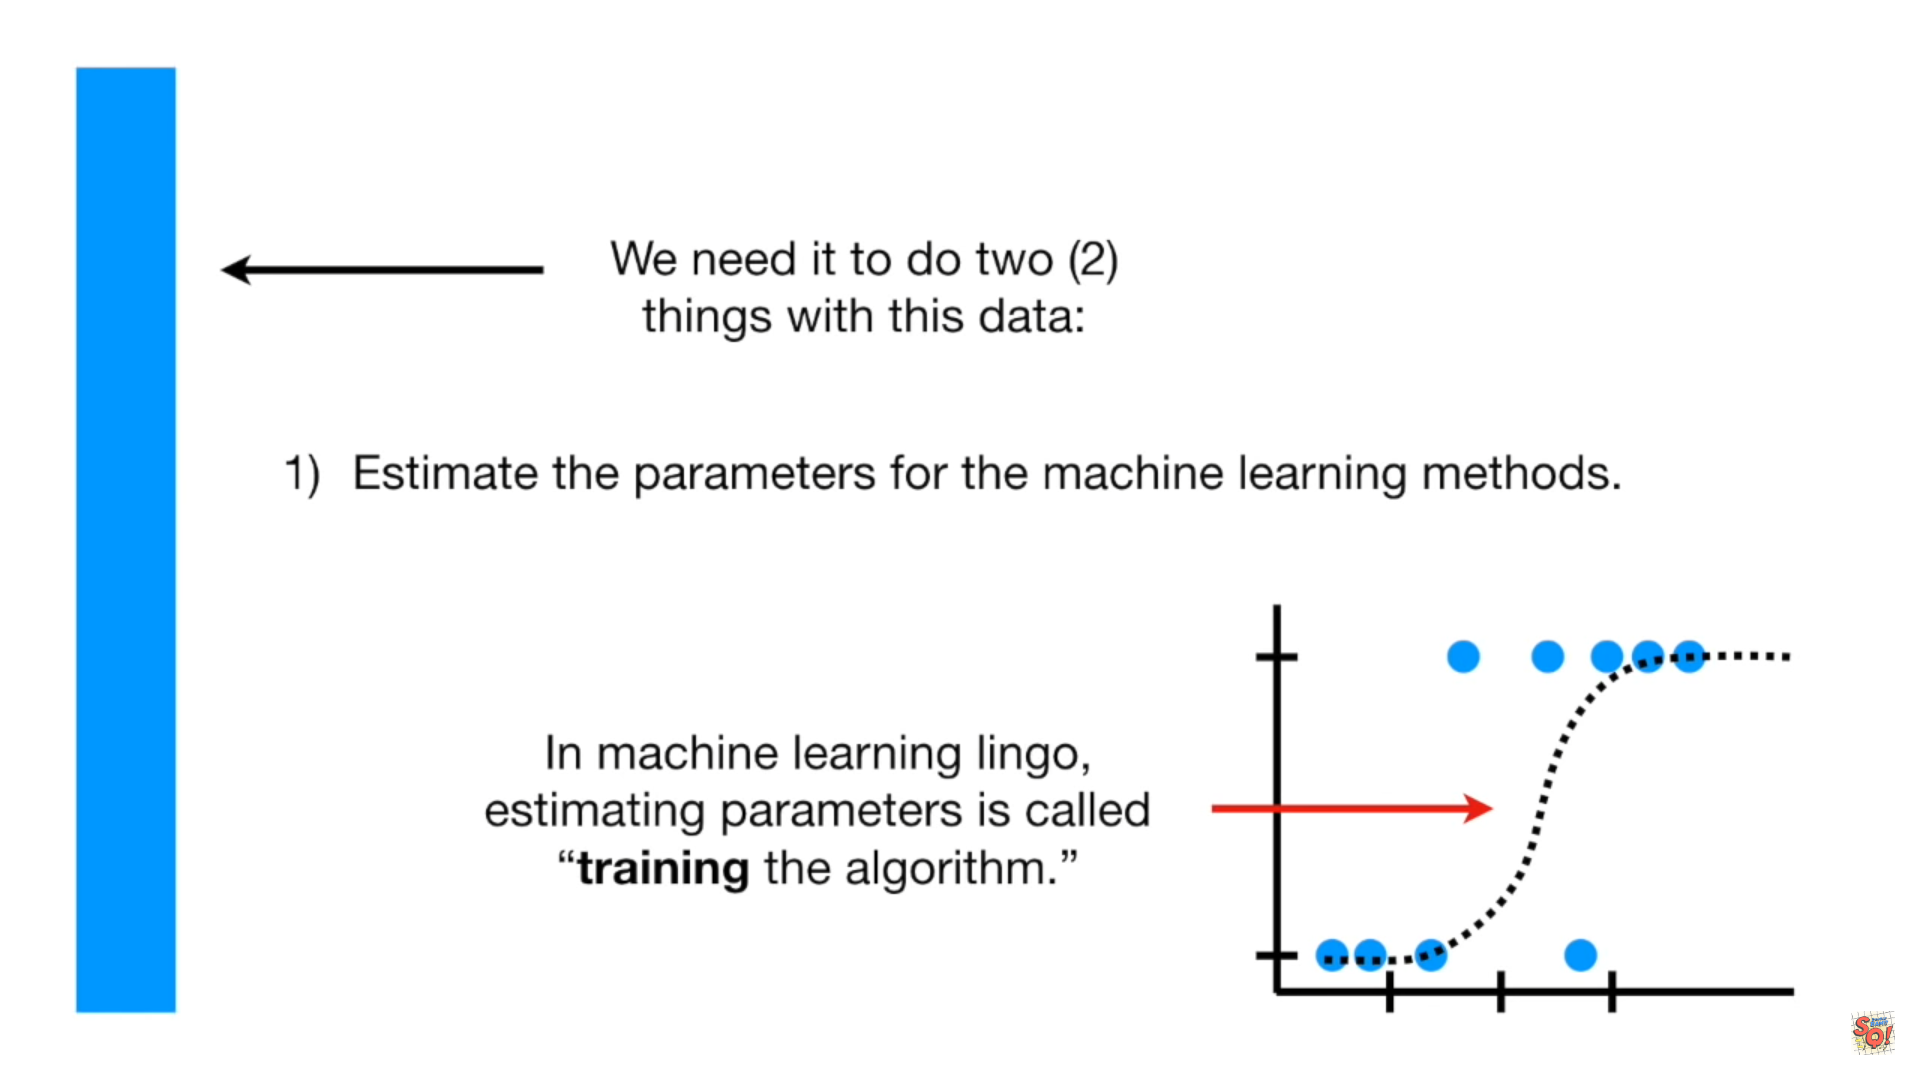 We need it to do two (2)
things with this data:
1) Estimate the parameters for the machine learning methods.
In machine learning lingo,
estimating parameters is called
“training the algorithm.”
SQ!